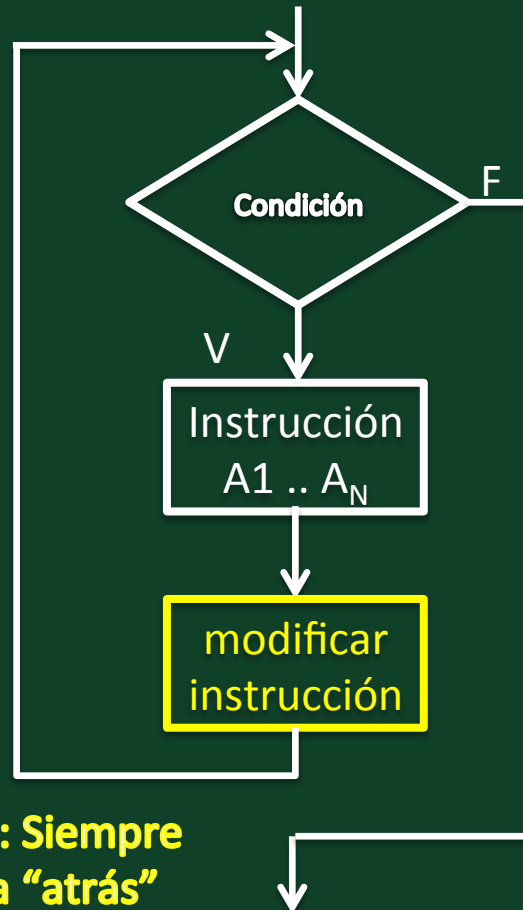 Condición
F
V
Instrucción
A1 .. AN
modificar
instrucción
: Siempre
a “atrás”